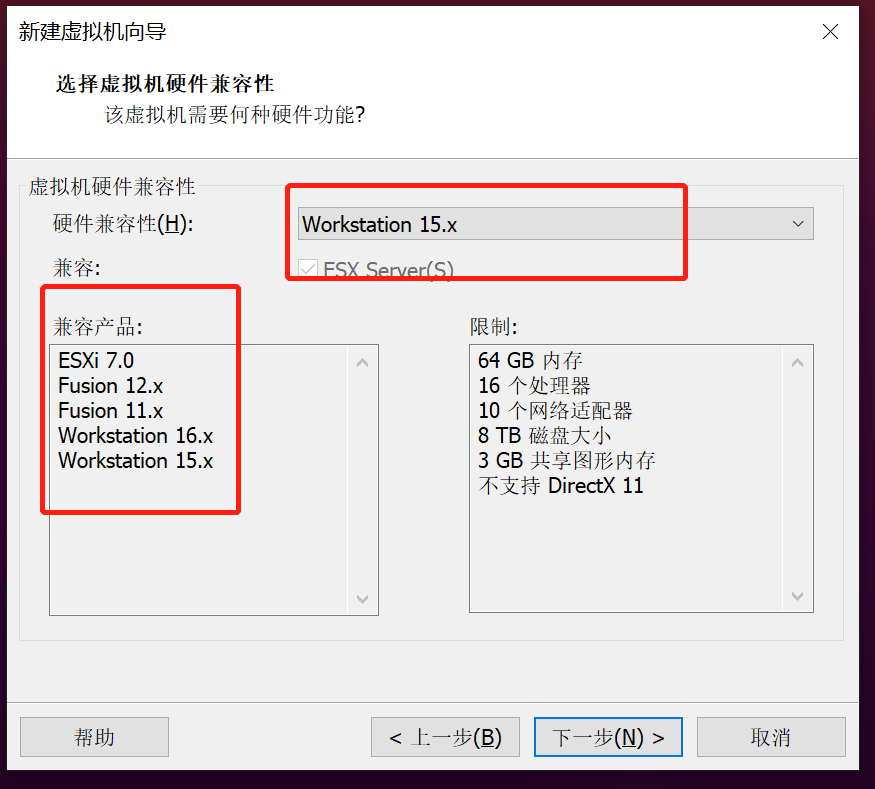 新建虚拟机向导
选择虚拟机硬件兼容性
该虚拟机需要何种硬件功能?
虚拟机硬件兼容性
硬件兼容性(H):
Workstation 15.x
兼容:
ESX Server(S)
兼容产品:
ESXi 7.0
Fusion 12.x
Fusion 11.x
Workstation 16.x
Workstation 15.x
限制:
64 GB 内存
16 个处理器
10 个网络适配器
8 TB 磁盘大小
3 GB 共享图形内存
不支持 DirectX 11
帮助
< 上一步(B)
下一步(N) >
取消